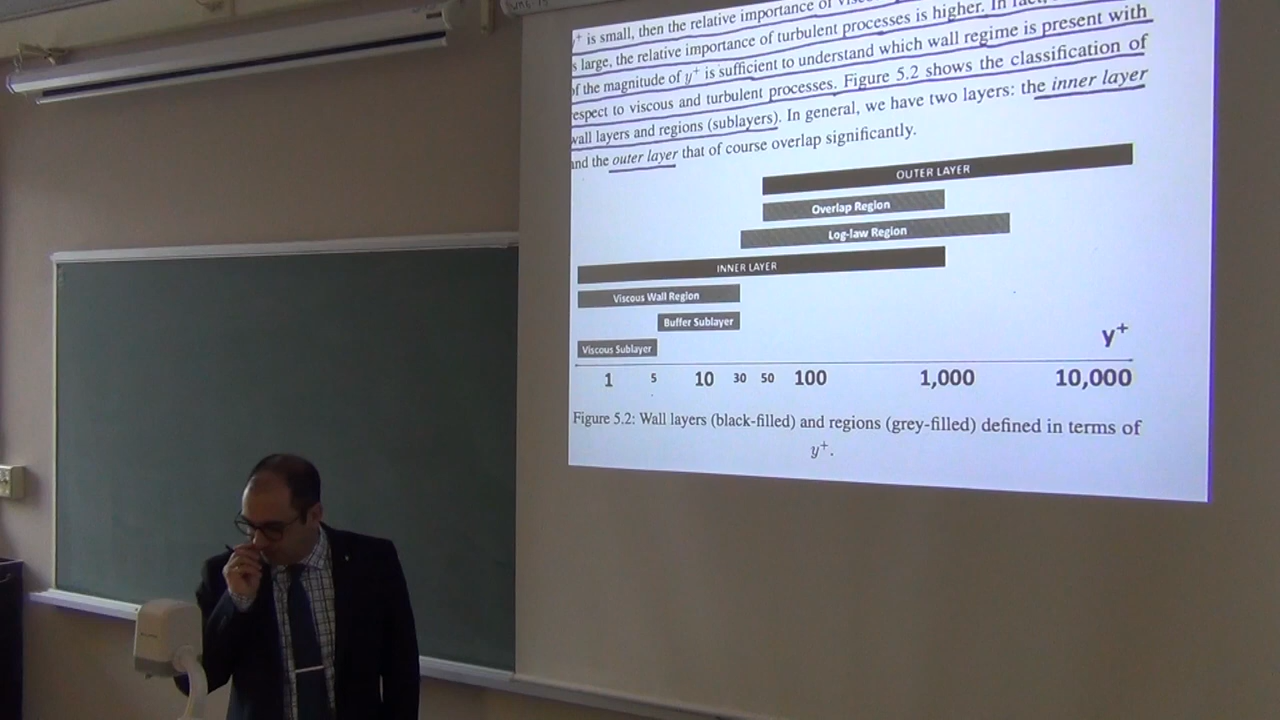 y⁺ is small, then the relative importance of
s large, the relative importance of turbulent processes is higher. In fact,
of the magnitude of y⁺ is sufficient to understand which wall regime is present with
respect to viscous and turbulent processes. Figure 5.2 shows the classification of
wall layers and regions (sublayers). In general, we have two layers: the inner layer
and the outer layer that of course overlap significantly.
OUTER LAYER
Overlap Region
Log-law Region
INNER LAYER
Viscous Wall Region
Buffer Sublayer
Viscous Sublayer
y⁺
1 5 10 30 50 100 1,000 10,000
Figure 5.2: Wall layers (black-filled) and regions (grey-filled) defined in terms of
y⁺.